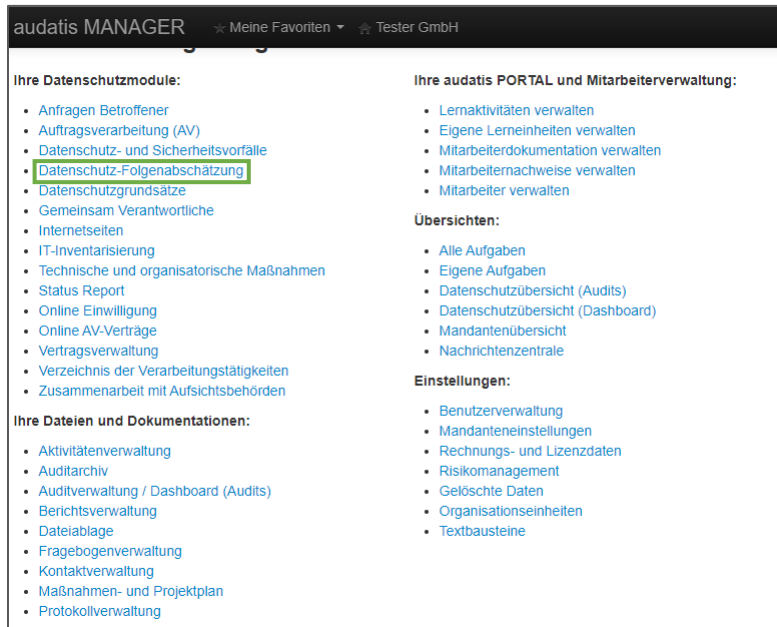 audatis MANAGER Meine Favoriten Tester GmbH
Ihre Datenschutzmodule:
Anfragen Betroffener
Auftragsverarbeitung (AV)
Datenschutz- und Sicherheitsvorfälle
Datenschutz-Folgenabschätzung
Datenschutzgrundsätze
Gemeinsam Verantwortliche
Internetseiten
IT-Inventarisierung
Technische und organisatorische Maßnahmen
Status Report
Online Einwilligung
Online AV-Verträge
Vertragsverwaltung
Verzeichnis der Verarbeitungstätigkeiten
Zusammenarbeit mit Aufsichtsbehörden
Ihre Dateien und Dokumentationen:
Aktivitätenverwaltung
Auditarchiv
Auditverwaltung / Dashboard (Audits)
Berichtsverwaltung
Dateiablage
Fragebogenverwaltung
Kontaktverwaltung
Maßnahmen- und Projektplan
Protokollverwaltung
Ihre audatis PORTAL und Mitarbeiterverwaltung:
Lernaktivitäten verwalten
Eigene Lerneinheiten verwalten
Mitarbeiterdokumentation verwalten
Mitarbeiternachweise verwalten
Mitarbeiter verwalten
Übersichten:
Alle Aufgaben
Eigene Aufgaben
Datenschutzübersicht (Audits)
Datenschutzübersicht (Dashboard)
Mandantenübersicht
Nachrichtenzentrale
Einstellungen:
Benutzerverwaltung
Mandanteneinstellungen
Rechnungs- und Lizenzdaten
Risikomanagement
Gelöschte Daten
Organisationseinheiten
Textbausteine